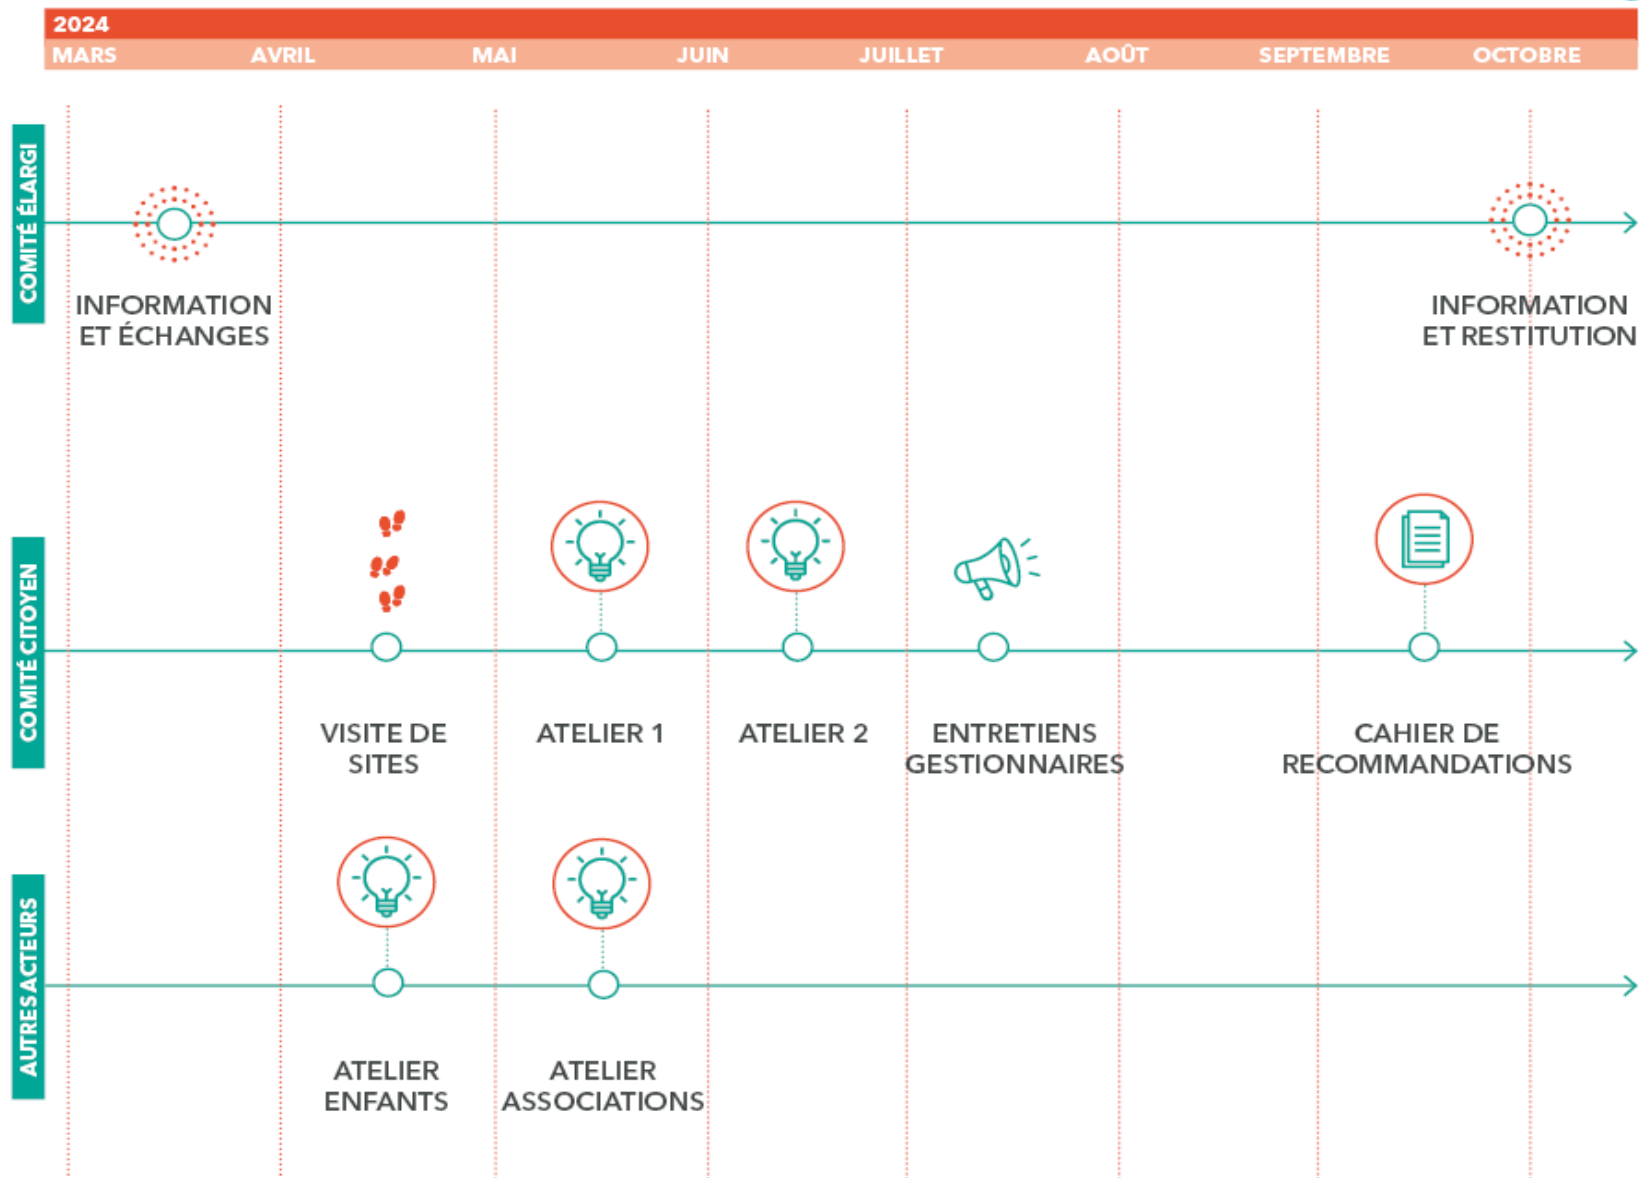 2024
MARS AVRIL MAI JUIN JUILLET AOÛT SEPTEMBRE OCTOBRE
COMITÉ ÉLARGI
INFORMATION
ET ÉCHANGES
INFORMATION
ET RESTITUTION
COMITÉ CITOYEN
VISITE DE
SITES
ATELIER 1
ATELIER 2
ENTRETIENS
GESTIONNAIRES
CAHIER DE
RECOMMANDATIONS
AUTRES ACTEURS
ATELIER
ENFANTS
ATELIER
ASSOCIATIONS